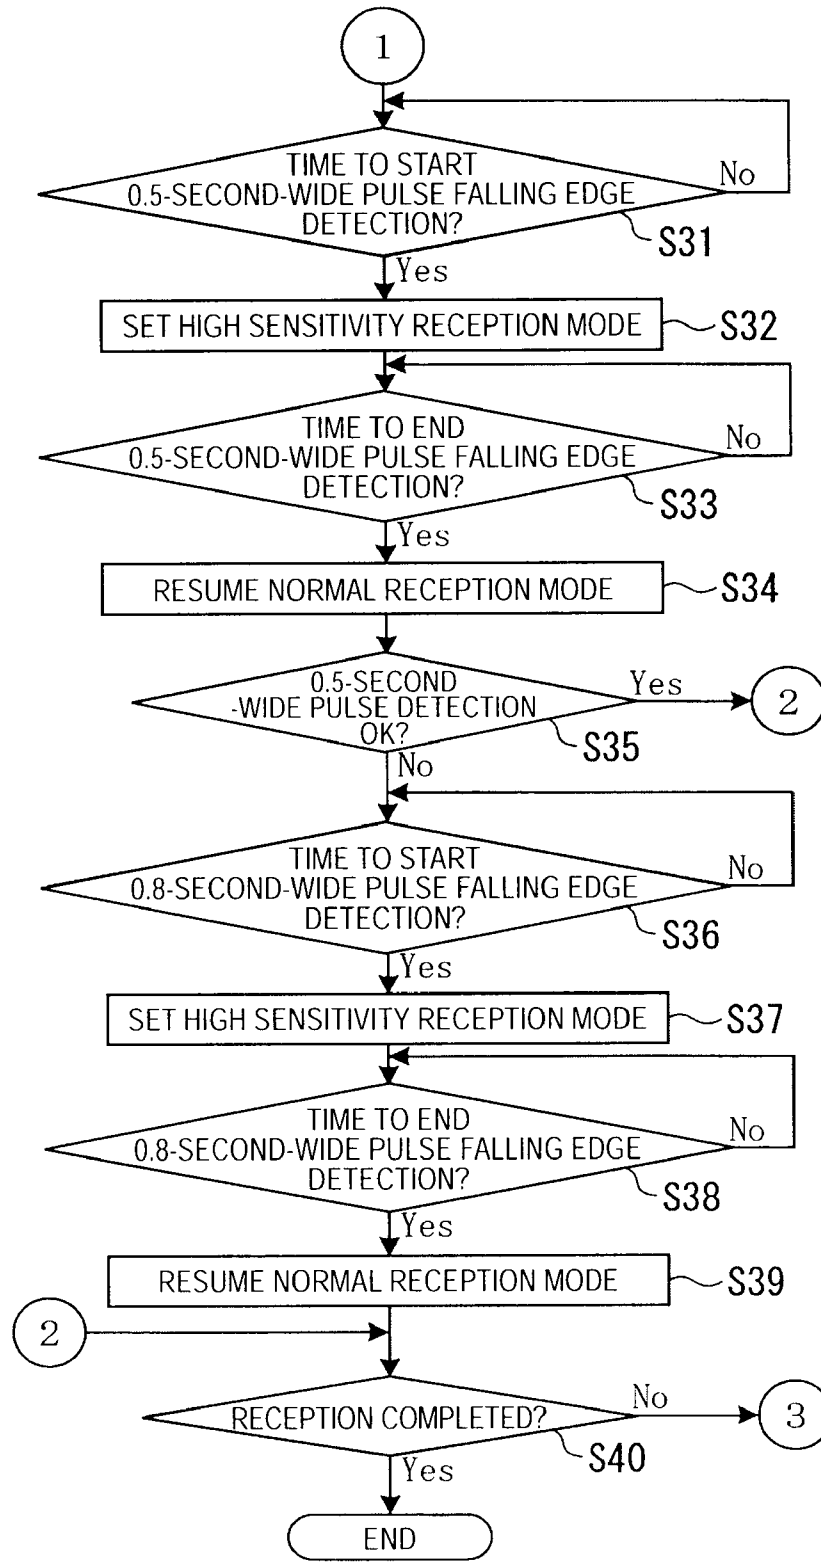 1
TIME TO START
0.5-SECOND-WIDE PULSE FALLING EDGE
DETECTION?
No
S31
Yes
SET HIGH SENSITIVITY RECEPTION MODE
S32
TIME TO END
0.5-SECOND-WIDE PULSE FALLING EDGE
DETECTION?
No
S33
Yes
RESUME NORMAL RECEPTION MODE
S34
0.5-SECOND
-WIDE PULSE DETECTION
OK?
Yes
2
S35
No
TIME TO START
0.8-SECOND-WIDE PULSE FALLING EDGE
DETECTION?
No
S36
Yes
SET HIGH SENSITIVITY RECEPTION MODE
S37
TIME TO END
0.8-SECOND-WIDE PULSE FALLING EDGE
DETECTION?
No
S38
Yes
RESUME NORMAL RECEPTION MODE
S39
2
RECEPTION COMPLETED?
No
3
S40
Yes
END